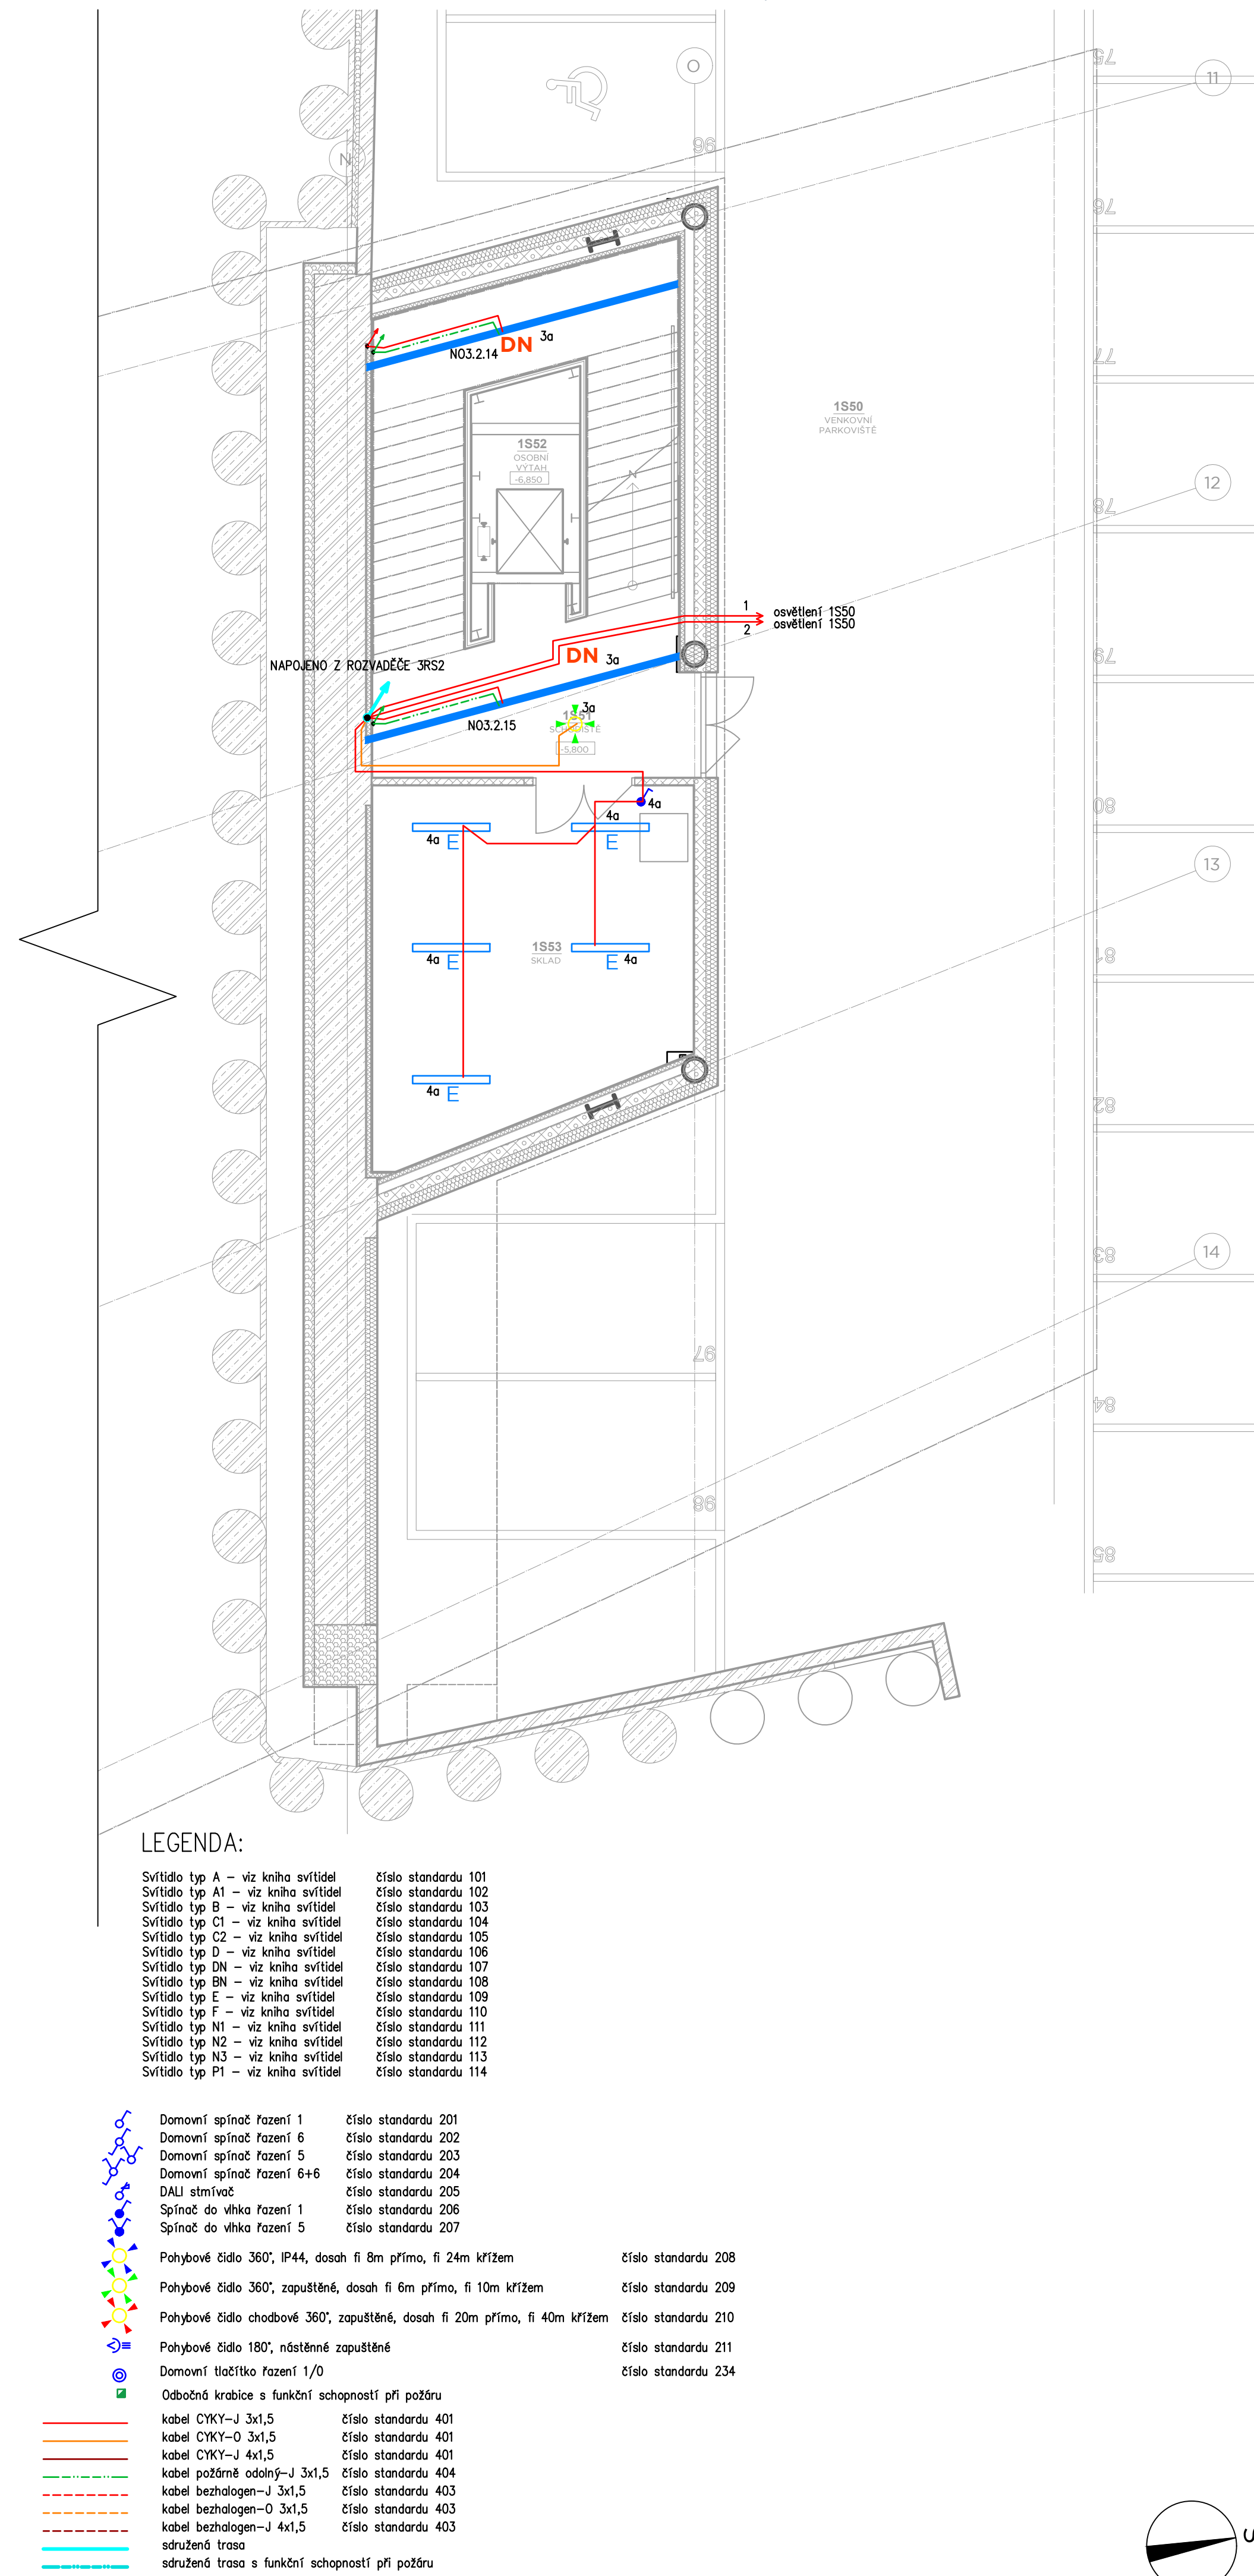 75
11
O
96
N
76
3a
DN
NO3.2.14
77
1S50
VENKOVNÍ
PARKOVIŠTĚ
1S52
OSOBNÍ
VÝTAH
-6,850
12
78
1
osvětlení 1S50
osvětlení 1S50
2
DN
3a
79
NAPOJENO Z ROZVADĚČE 3RS2
3a
1S51
SCHODIŠTĚ
NO3.2.15
-5,800
4a
80
4a
4a
E
E
13
1S53
SKLAD
81
4a
E
E
4a
4a
E
82
83
14
97
84
98
85
LEGENDA:
Svítidlo typ A – viz kniha svítidel číslo standardu 101
Svítidlo typ A1 – viz kniha svítidel číslo standardu 102
Svítidlo typ B – viz kniha svítidel číslo standardu 103
Svítidlo typ C1 – viz kniha svítidel číslo standardu 104
Svítidlo typ C2 – viz kniha svítidel číslo standardu 105
Svítidlo typ D – viz kniha svítidel číslo standardu 106
Svítidlo typ DN – viz kniha svítidel číslo standardu 107
Svítidlo typ BN – viz kniha svítidel číslo standardu 108
Svítidlo typ E – viz kniha svítidel číslo standardu 109
Svítidlo typ F – viz kniha svítidel číslo standardu 110
Svítidlo typ N1 – viz kniha svítidel číslo standardu 111
Svítidlo typ N2 – viz kniha svítidel číslo standardu 112
Svítidlo typ N3 – viz kniha svítidel číslo standardu 113
Svítidlo typ P1 – viz kniha svítidel číslo standardu 114
Domovní spínač řazení 1 číslo standardu 201
Domovní spínač řazení 6 číslo standardu 202
Domovní spínač řazení 5 číslo standardu 203
Domovní spínač řazení 6+6 číslo standardu 204
DALI stmívač číslo standardu 205
Spínač do vlhka řazení 1 číslo standardu 206
Spínač do vlhka řazení 5 číslo standardu 207
Pohybové čidlo 360°, IP44, dosah fi 8m přímo, fi 24m křížem číslo standardu 208
Pohybové čidlo 360°, zapuštěné, dosah fi 6m přímo, fi 10m křížem číslo standardu 209
Pohybové čidlo chodbové 360°, zapuštěné, dosah fi 20m přímo, fi 40m křížem číslo standardu 210
Pohybové čidlo 180°, nástěnné zapuštěné číslo standardu 211
Domovní tlačítko řazení 1/0 číslo standardu 234
Odbočná krabice s funkční schopností při požáru
kabel CYKY–J 3x1,5 číslo standardu 401
kabel CYKY–O 3x1,5 číslo standardu 401
kabel CYKY–J 4x1,5 číslo standardu 401
kabel požárně odolný–J 3x1,5 číslo standardu 404
kabel bezhalogen–J 3x1,5 číslo standardu 403
kabel bezhalogen–O 3x1,5 číslo standardu 403
kabel bezhalogen–J 4x1,5 číslo standardu 403
sdružená trasa
sdružená trasa s funkční schopností při požáru